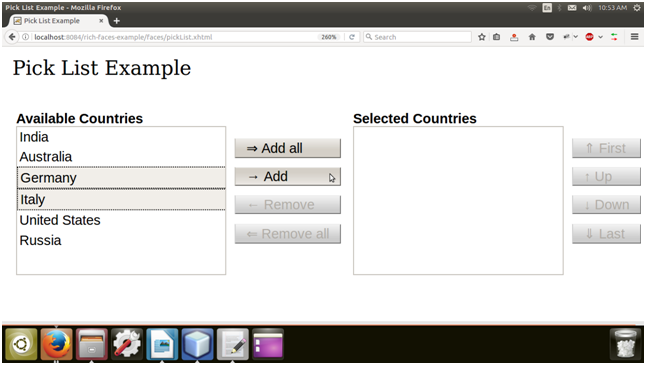 Pick List Example - Mozilla Firefox
En
10:53 AM
Pick List Example
localhost:8084/rich-faces-example/faces/pickList.xhtml
260%
Search
ABP
Pick List Example
Available Countries
India
Australia
Germany
Italy
United States
Russia
⇒ Add all
→ Add
← Remove
⇐ Remove all
Selected Countries
⇑ First
↑ Up
↓ Down
⇓ Last